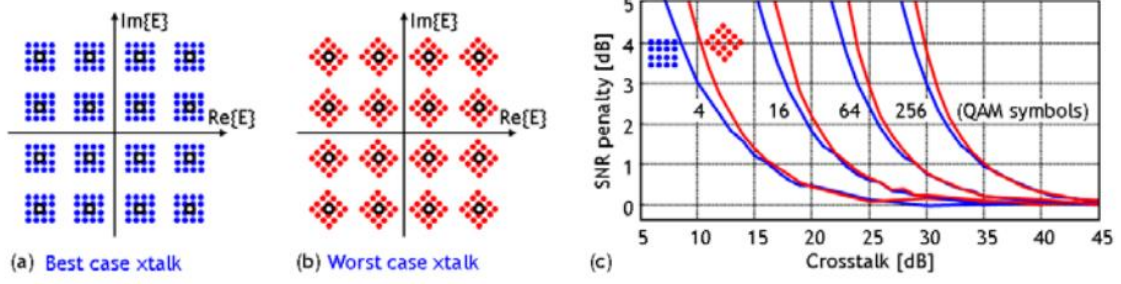 Im{E}
Re{E}
(a) Best case xtalk
Im{E}
Re{E}
(b) Worst case xtalk
SNR penalty [dB]
5
4
3
2
1
0
4 16 64 256 (QAM symbols)
5 10 15 20 25 30 35 40 45
Crosstalk [dB]
(c)